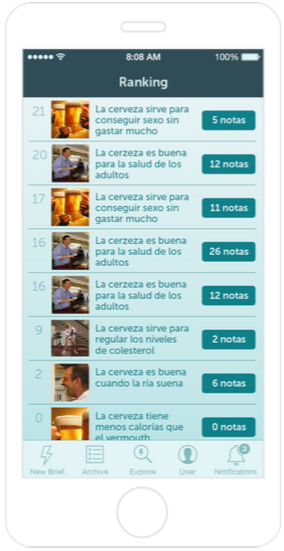 8:08 AM 100%
Ranking
21 La cerveza sirve para
conseguir sexo sin
gastar mucho
5 notas
20 La cerzeza es buena
para la salud de los
adultos
12 notas
17 La cerveza sirve para
conseguir sexo sin
gastar mucho
11 notas
16 La cerzeza es buena
para la salud de los
adultos
26 notas
16 La cerzeza es buena
para la salud de los
adultos
12 notas
9 La cerveza sirve para
regular los niveles
de colesterol
2 notas
2 La cerveza es buena
cuando la ría suena
6 notas
0 La cerveza tiene
menos calorías que
el vermouth
0 notas
3
New Brief. Archive Explore User Notifications